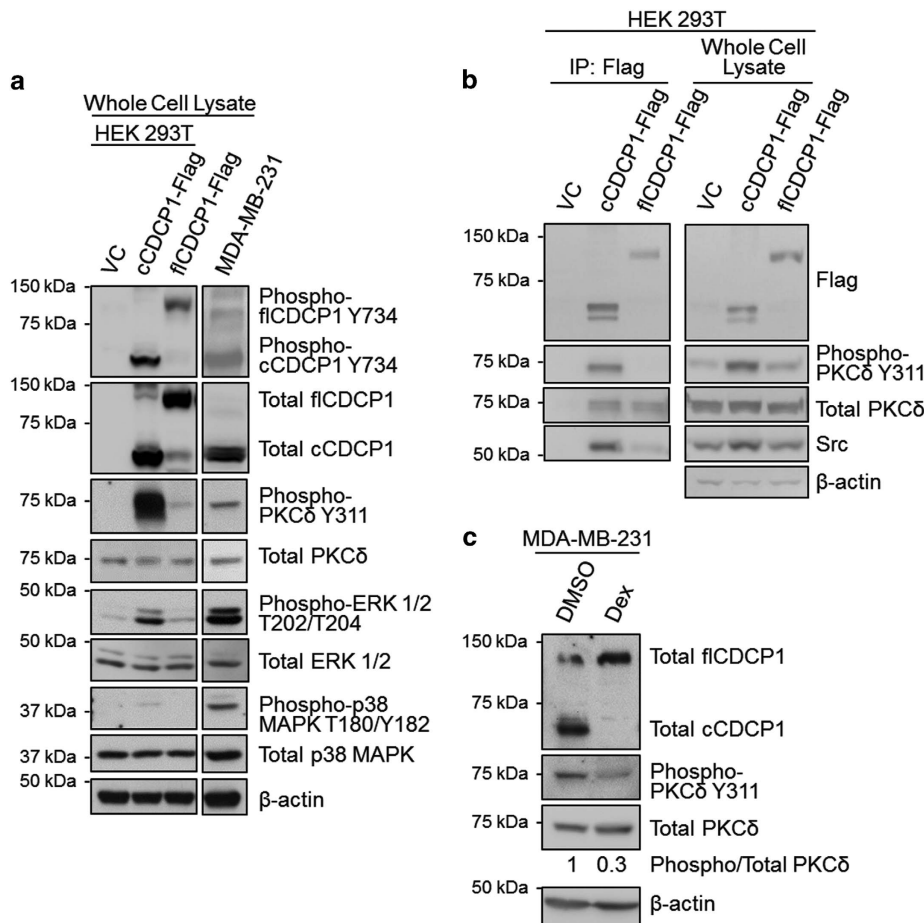 a
Whole Cell Lysate
HEK 293T
VC
cCDCP1-Flag
flCDCP1-Flag
MDA-MB-231
150 kDa
75 kDa
Phospho-
flCDCP1 Y734
Phospho-
cCDCP1 Y734
150 kDa
75 kDa
Total flCDCP1
Total cCDCP1
75 kDa
Phospho-
PKCδ Y311
75 kDa
Total PKCδ
50 kDa
Phospho-ERK 1/2
T202/T204
50 kDa
Total ERK 1/2
37 kDa
Phospho-p38
MAPK T180/Y182
37 kDa
Total p38 MAPK
50 kDa
β-actin
b
HEK 293T
IP: Flag
Whole Cell
Lysate
VC
cCDCP1-Flag
flCDCP1-Flag
VC
cCDCP1-Flag
flCDCP1-Flag
150 kDa
75 kDa
Flag
75 kDa
Phospho-
PKCδ Y311
75 kDa
Total PKCδ
50 kDa
Src
β-actin
c
MDA-MB-231
DMSO
Dex
150 kDa
Total flCDCP1
75 kDa
Total cCDCP1
75 kDa
Phospho-
PKCδ Y311
75 kDa
Total PKCδ
1 0.3 Phospho/Total PKCδ
50 kDa
β-actin